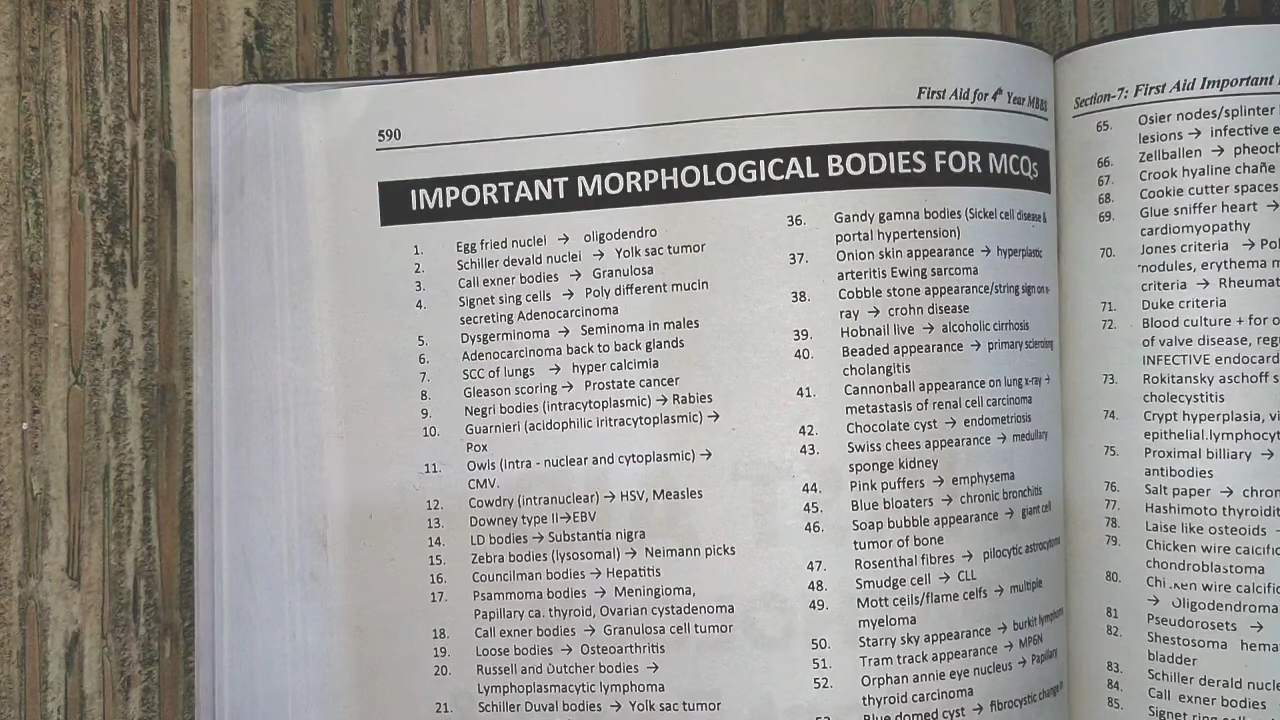 590
First Aid for 4th Year MBBS
IMPORTANT MORPHOLOGICAL BODIES FOR MCQs
1. Egg fried nuclei → oligodendro
2. Schiller devald nuclei → Yolk sac tumor
3. Call exner bodies → Granulosa
4. Signet sing cells → Poly different mucin
secreting Adenocarcinoma
5. Dysgerminoma → Seminoma in males
6. Adenocarcinoma back to back glands
7. SCC of lungs → hyper calcimia
8. Gleason scoring → Prostate cancer
9. Negri bodies (intracytoplasmic) → Rabies
10. Guarnieri (acidophilic iritracytoplasmic) →
Pox
11. Owls (Intra - nuclear and cytoplasmic) →
CMV.
12. Cowdry (intranuclear) → HSV, Measles
13. Downey type II→EBV
14. LD bodies → Substantia nigra
15. Zebra bodies (lysosomal) → Neimann picks
16. Councilman bodies → Hepatitis
17. Psammoma bodies → Meningioma,
Papillary ca. thyroid, Ovarian cystadenoma
18. Call exner bodies → Granulosa cell tumor
19. Loose bodies → Osteoarthritis
20. Russell and Dutcher bodies →
Lymphoplasmacytic lymphoma
21. Schiller Duval bodies → Yolk sac tumor
36. Gandy gamna bodies (Sickel cell disease &
portal hypertension)
37. Onion skin appearance → hyperplastic
arteritis Ewing sarcoma
38. Cobble stone appearance/string sign on x-
ray → crohn disease
39. Hobnail live → alcoholic cirrhosis
40. Beaded appearance → primary sclerolsing
cholangitis
41. Cannonball appearance on lung x-ray →
metastasis of renal cell carcinoma
42. Chocolate cyst → endometriosis
43. Swiss chees appearance → medullary
sponge kidney
44. Pink puffers → emphysema
45. Blue bloaters → chronic bronchitis
46. Soap bubble appearance → giant cell
tumor of bone
47. Rosenthal fibres → pilocytic astrocytoma
48. Smudge cell → CLL
49. Mott ceils/flame celfs → multiple
myeloma
50. Starry sky appearance → burkit lymphoma
51. Tram track appearance → MPGN
52. Orphan annie eye nucleus → Papillary
thyroid carcinoma
Blue domed cyst → fibrocystic change
Section-7: First Aid Important
65. Osier nodes/splinter
lesions → infective e
66. Zellballen → pheoch
67. Crook hyaline chañe
68. Cookie cutter spaces
69. Glue sniffer heart →
cardiomyopathy
70. Jones criteria → Pol
nodules, erythema m
criteria → Rheumat
71. Duke criteria
72. Blood culture + for o
of valve disease, reg
INFECTIVE endocard
73. Rokitansky aschoff s
cholecystitis
74. Crypt hyperplasia, vi
epithelial.lymphocyt
75. Proximal billiary →
antibodies
76. Salt paper → chron
77. Hashimoto thyroidit
78. Laise like osteoids
79. Chicken wire calcific
chondroblastoma
80. Chi.ken wire calcific
→ Oligodendroma
81 Pseudorosets →
82. Shestosoma hema
bladder
83. Schiller derald nucle
84. Call exner bodies
85. Signet ring cell